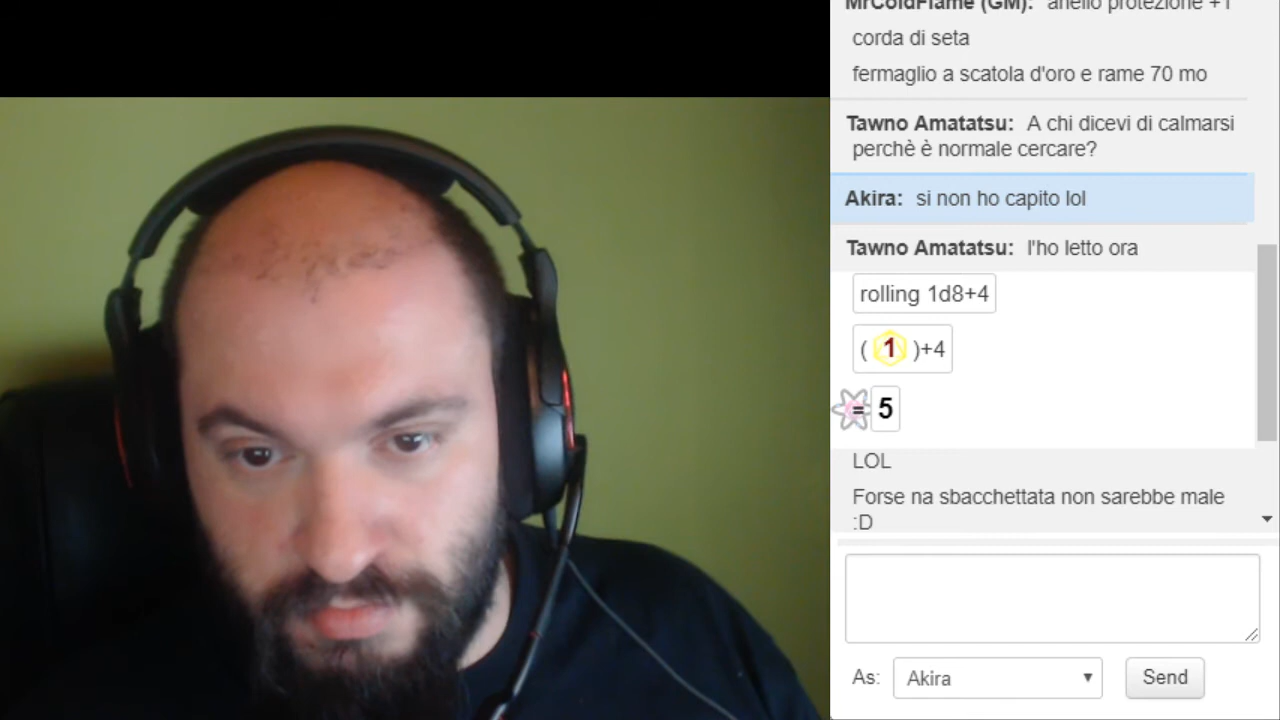 MrColdFlame (GM): anello protezione +1
corda di seta
fermaglio a scatola d'oro e rame 70 mo
Tawno Amatatsu: A chi dicevi di calmarsi
perchè è normale cercare?
Akira: si non ho capito lol
Tawno Amatatsu: l'ho letto ora
rolling 1d8+4
( 1 )+4
= 5
LOL
Forse na sbacchettata non sarebbe male
:D
As: Akira Send